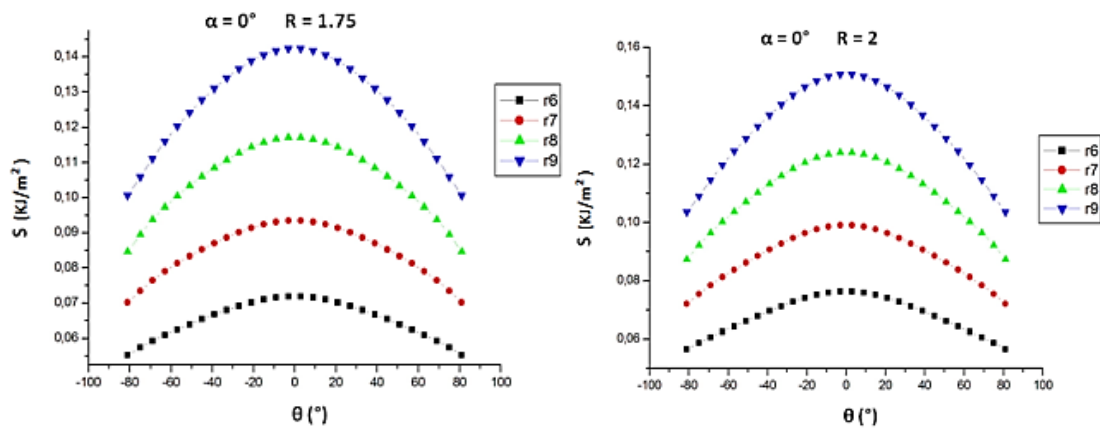 α = 0° R = 1.75
S (KJ/m²)
0,14
0,13
0,12
0,11
0,10
0,09
0,08
0,07
0,06
-100 -80 -60 -40 -20 0 20 40 60 80 100
θ (°)
r6
r7
r8
r9
α = 0° R = 2
S (KJ/m²)
0,16
0,14
0,12
0,10
0,08
0,06
-100 -80 -60 -40 -20 0 20 40 60 80 100
θ (°)
r6
r7
r8
r9